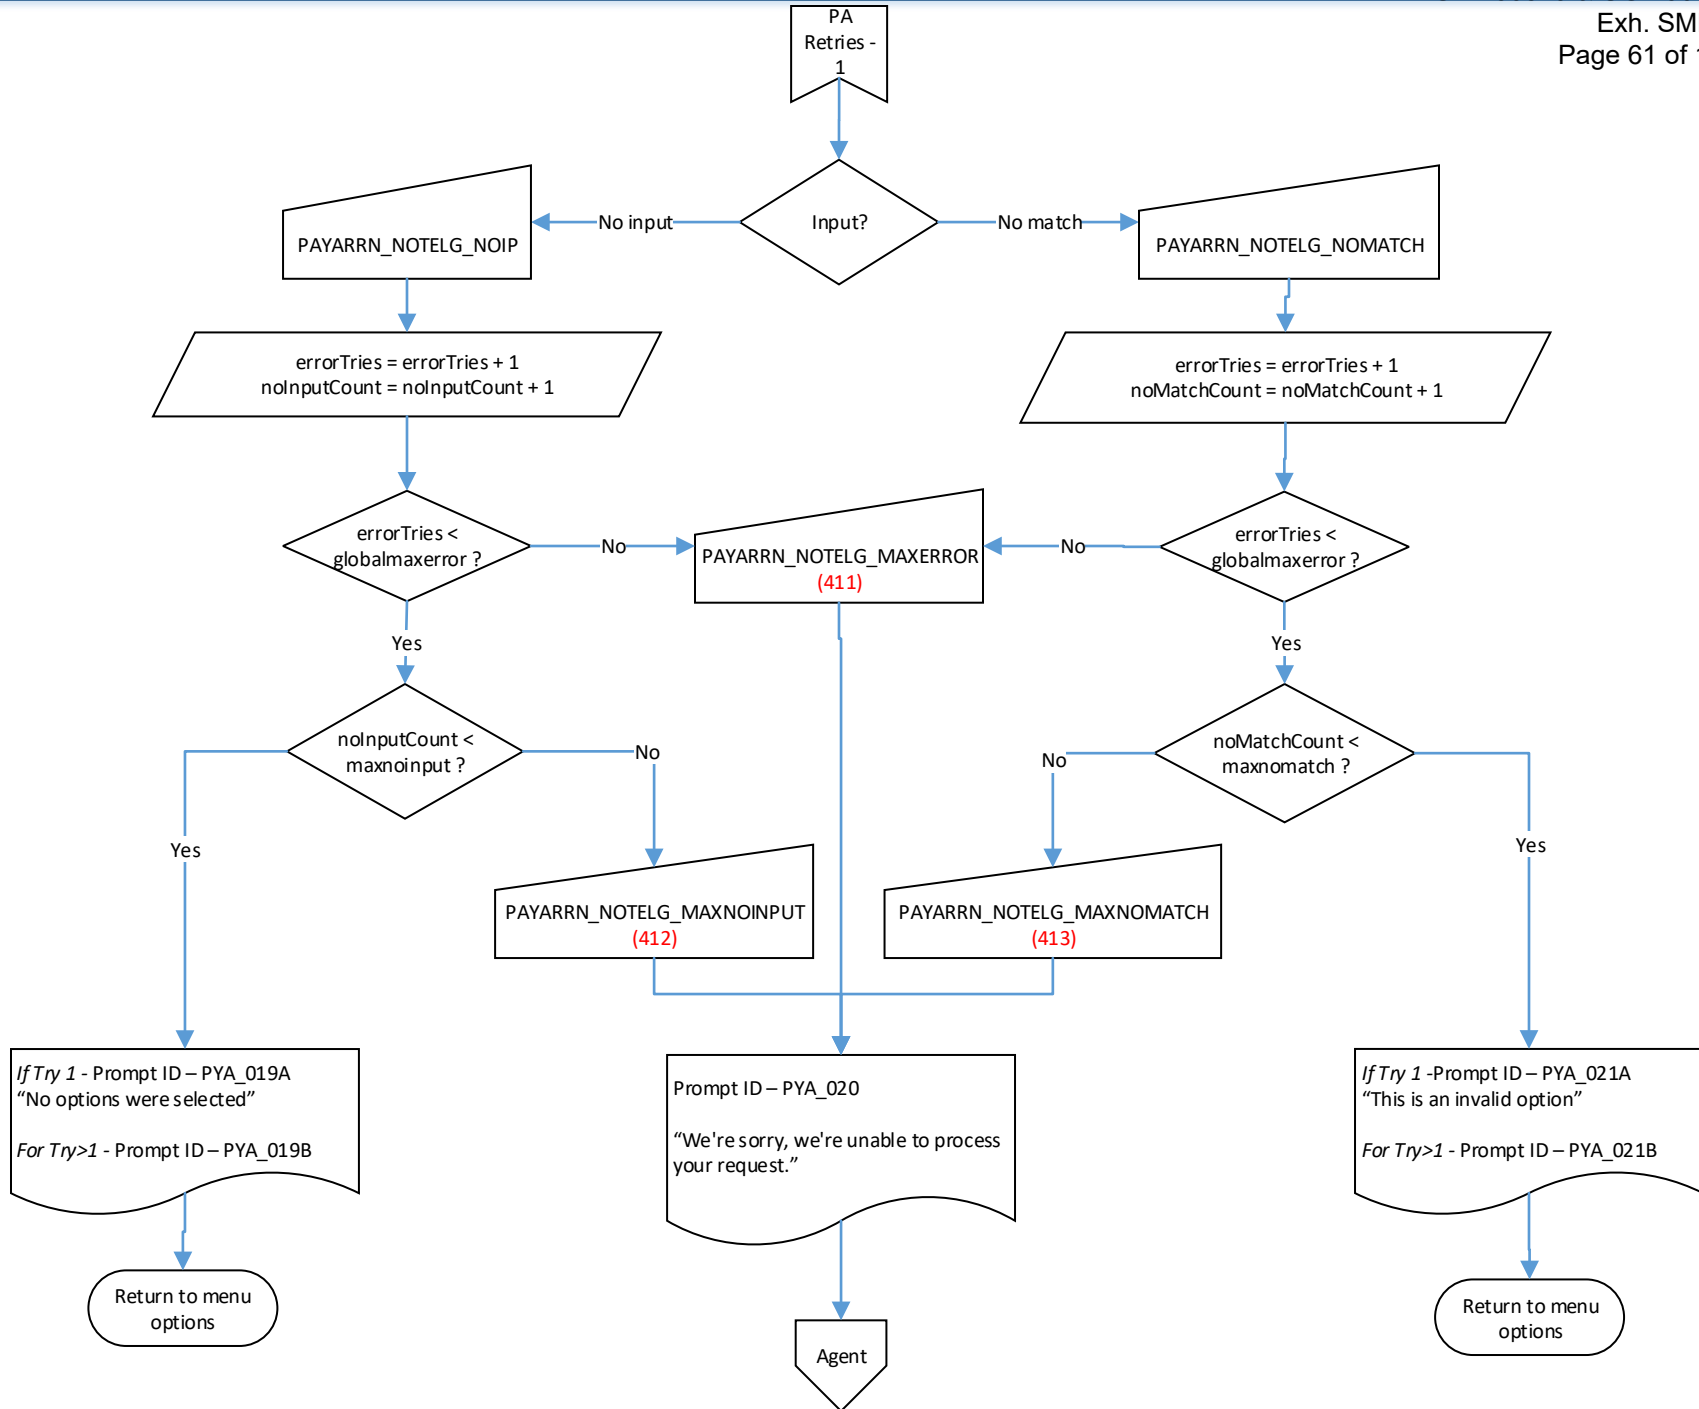 Exh. SM
Page 61 of
PA
Retries -
1
Input?
No input
No match
PAYARRN_NOTELG_NOIP
PAYARRN_NOTELG_NOMATCH
errorTries = errorTries + 1
noInputCount = noInputCount + 1
errorTries = errorTries + 1
noMatchCount = noMatchCount + 1
errorTries <
globalmaxerror ?
No
PAYARRN_NOTELG_MAXERROR
(411)
No
errorTries <
globalmaxerror ?
Yes
Yes
noInputCount <
maxnoinput ?
No
No
noMatchCount <
maxnomatch ?
Yes
Yes
PAYARRN_NOTELG_MAXNOINPUT
(412)
PAYARRN_NOTELG_MAXNOMATCH
(413)
If Try 1 - Prompt ID – PYA_019A
“No options were selected”
For Try>1 - Prompt ID – PYA_019B
Prompt ID – PYA_020
“We're sorry, we're unable to process
your request.”
If Try 1 -Prompt ID – PYA_021A
“This is an invalid option”
For Try>1 - Prompt ID – PYA_021B
Return to menu
options
Agent
Return to menu
options